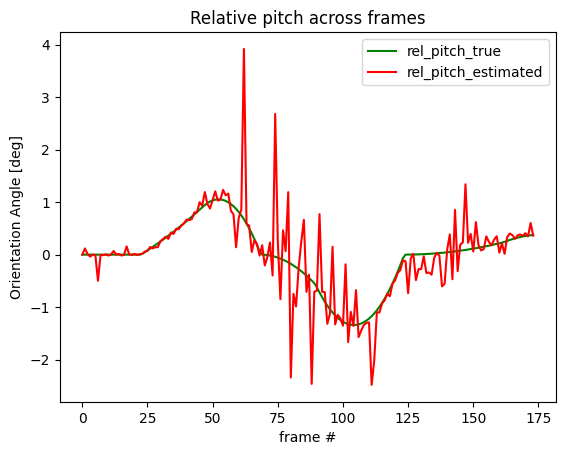 Relative pitch across frames
rel_pitch_true
rel_pitch_estimated
Orientation Angle [deg]
4
3
2
1
0
−1
−2
0 25 50 75 100 125 150 175
frame #